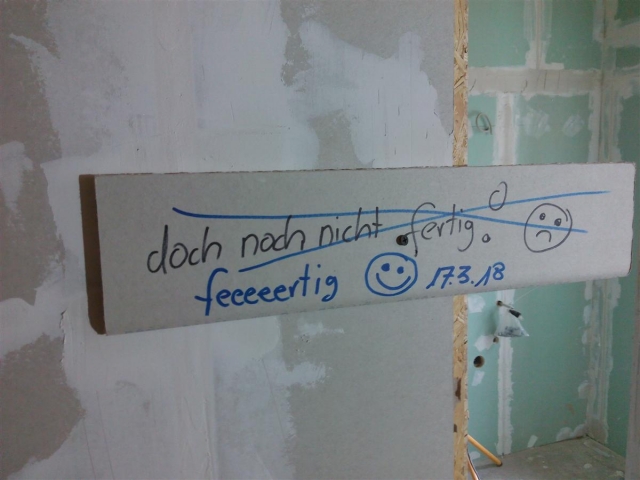 doch noch nicht fertig.
feeeeertig 17.3.18